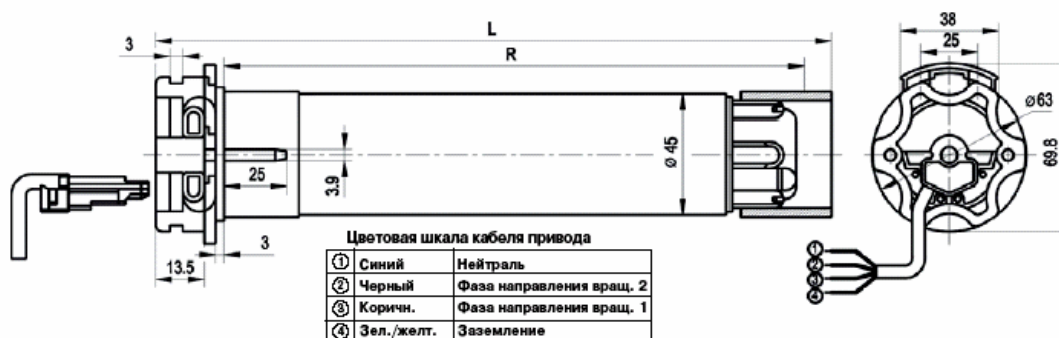 L
38
3
R
25
Ø63
69.8
Ø 45
25
3.9
3
13.5
Цветовая шкала кабеля привода
① Синий Нейтраль
② Черный Фаза направления вращ. 2
③ Коричн. Фаза направления вращ. 1
④ Зел./желт. Заземление
①
②
③
④